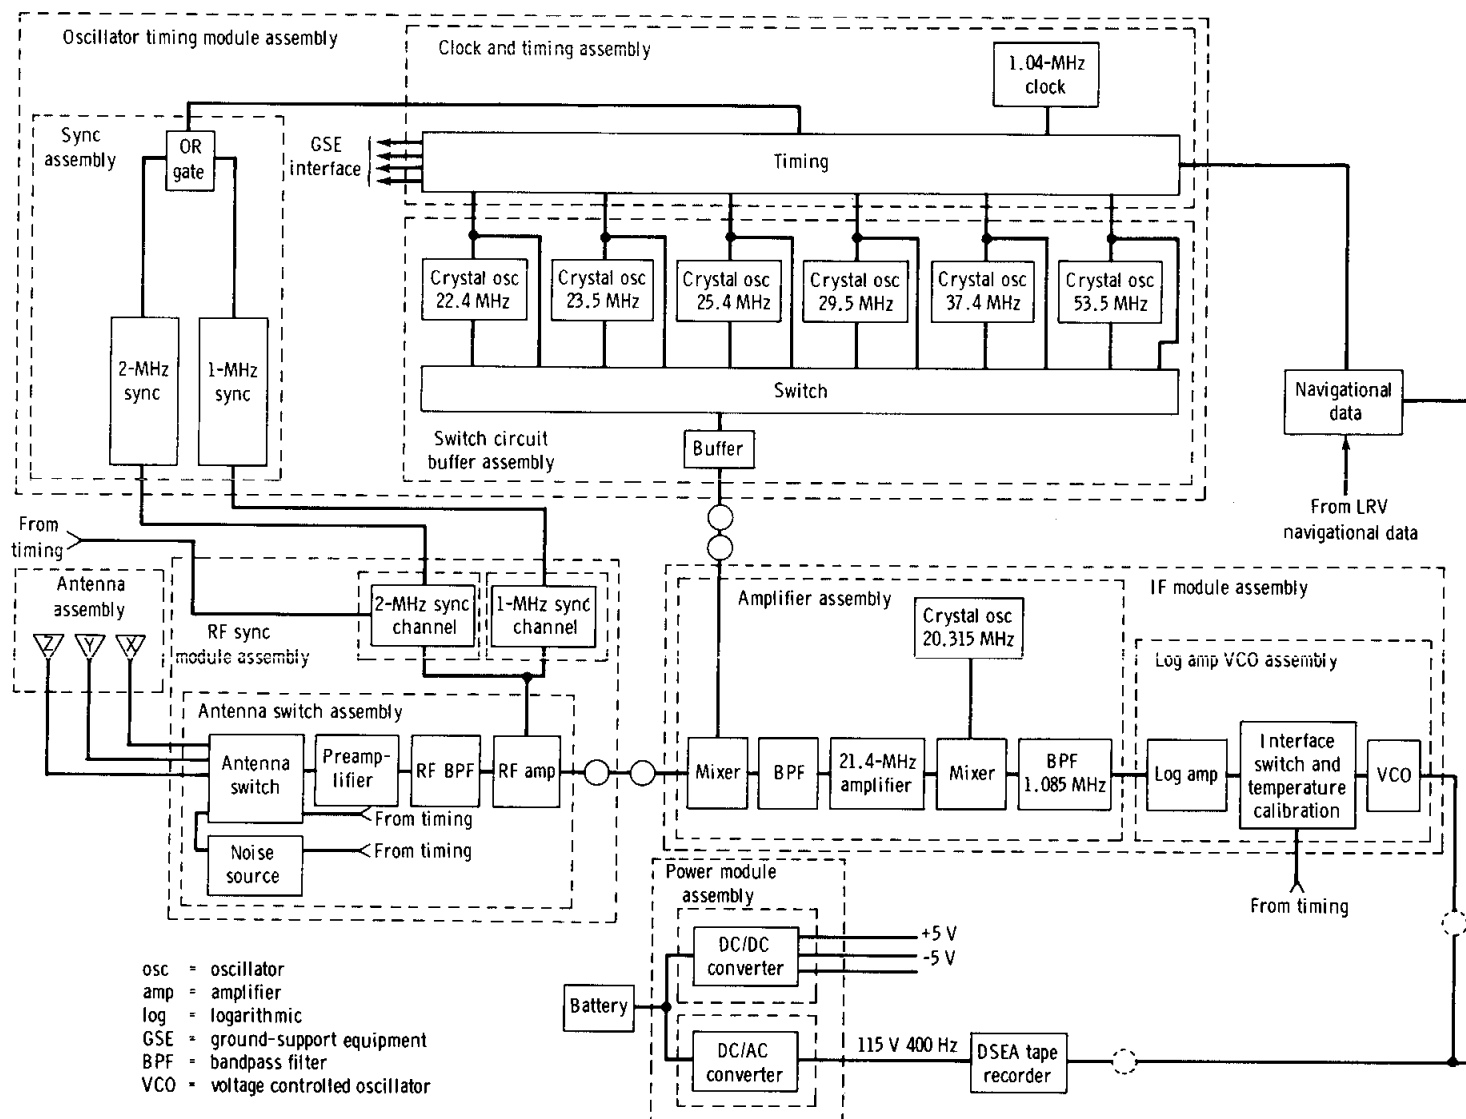 Oscillator timing module assembly
Clock and timing assembly
1.04-MHz
clock
Sync
assembly
OR
gate
GSE
interface
Timing
Crystal osc
22.4 MHz
Crystal osc
23.5 MHz
Crystal osc
25.4 MHz
Crystal osc
29.5 MHz
Crystal osc
37.4 MHz
Crystal osc
53.5 MHz
2-MHz
sync
1-MHz
sync
Switch
Navigational
data
Switch circuit
buffer assembly
Buffer
From LRV
navigational data
From
timing
Antenna
assembly
Z
Y
X
RF sync
module assembly
2-MHz sync
channel
1-MHz sync
channel
Amplifier assembly
Crystal osc
20.315 MHz
IF module assembly
Log amp VCO assembly
Antenna switch assembly
Antenna
switch
Preamp-
lifier
RF BPF
RF amp
Mixer
BPF
21.4-MHz
amplifier
Mixer
BPF
1.085 MHz
Log amp
Interface
switch and
temperature
calibration
VCO
From timing
Noise
source
From timing
From timing
Power module
assembly
DC/DC
converter
+5 V
-5 V
Battery
DC/AC
converter
115 V 400 Hz
DSEA tape
recorder
osc = oscillator
amp = amplifier
log = logarithmic
GSE = ground-support equipment
BPF = bandpass filter
VCO = voltage controlled oscillator